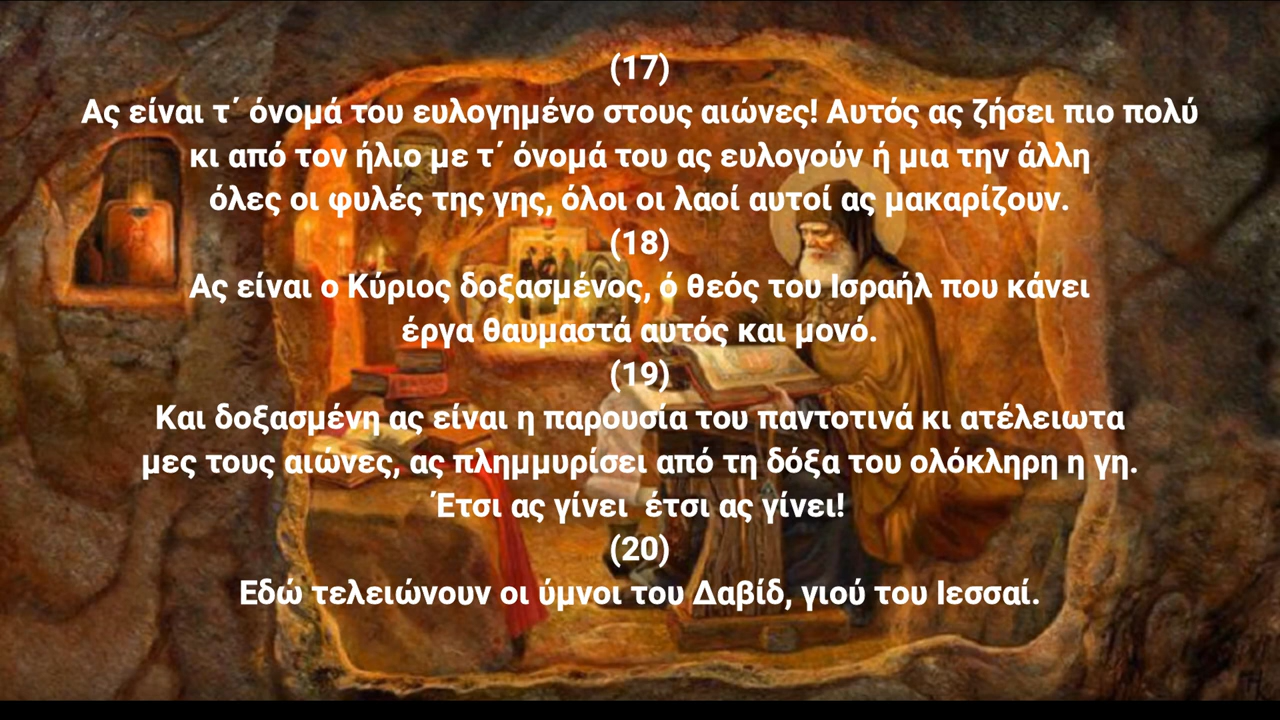 (17)
Ας είναι τ΄ όνομά του ευλογημένο στους αιώνες! Αυτός ας ζήσει πιο πολύ
κι από τον ήλιο με τ΄ όνομά του ας ευλογούν ή μια την άλλη
όλες οι φυλές της γης, όλοι οι λαοί αυτοί ας μακαρίζουν.
(18)
Ας είναι ο Κύριος δοξασμένος, ό θεός του Ισραήλ που κάνει
έργα θαυμαστά αυτός και μονό.
(19)
Και δοξασμένη ας είναι η παρουσία του παντοτινά κι ατέλειωτα
μες τους αιώνες, ας πλημμυρίσει από τη δόξα του ολόκληρη η γη.
Έτσι ας γίνει  έτσι ας γίνει!
(20)
Εδώ τελειώνουν οι ύμνοι του Δαβίδ, γιού του Ιεσσαί.